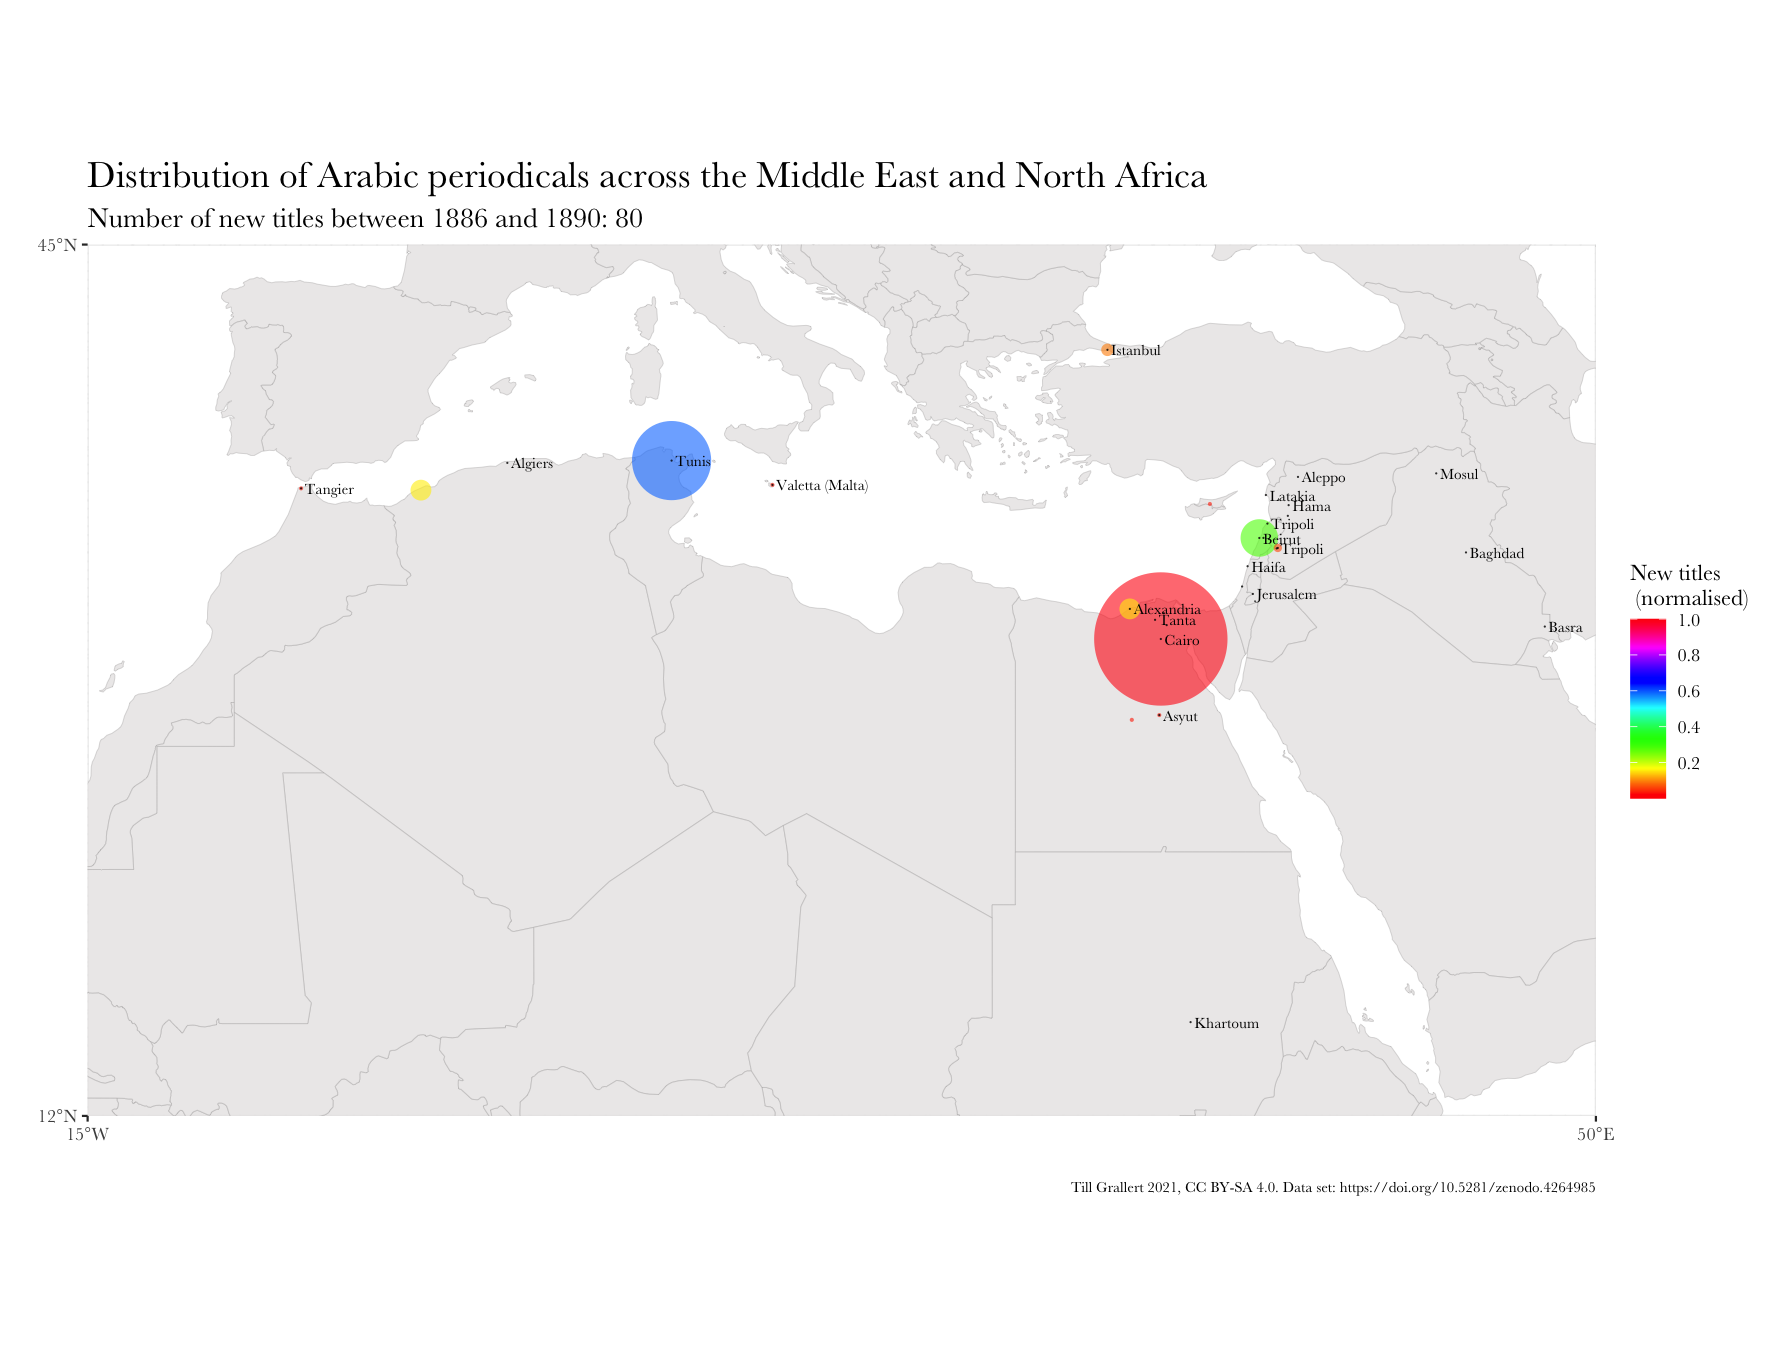 Distribution of Arabic periodicals across the Middle East and North Africa
Number of new titles between 1886 and 1890: 80
45°N
Istanbul
Tunis
Algiers
Tangier
Valetta (Malta)
Aleppo
Mosul
Latakia
Hama
Tripoli
Beirut
Tripoli
Baghdad
Haifa
Jerusalem
Alexandria
Tanta
Cairo
Basra
Asyut
Khartoum
New titles
(normalised)
1.0
0.8
0.6
0.4
0.2
12°N
15°W
50°E
Till Grallert 2021, CC BY-SA 4.0. Data set: https://doi.org/10.5281/zenodo.4264985